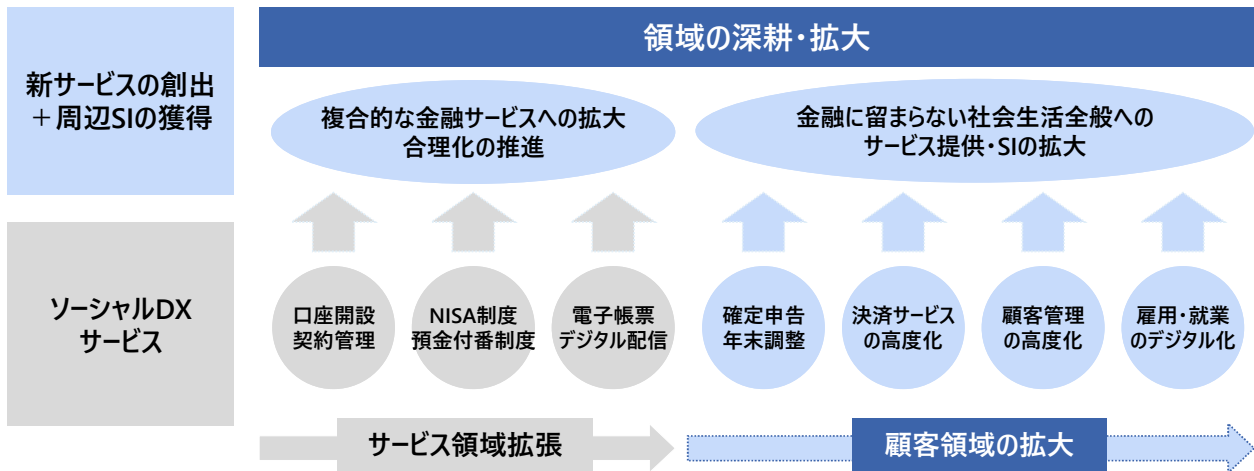 領域の深耕・拡大
新サービスの創出
＋周辺SIの獲得
複合的な金融サービスへの拡大
合理化の推進
金融に留まらない社会生活全般への
サービス提供・SIの拡大
ソーシャルDX
サービス
口座開設
契約管理
NISA制度
預金付番制度
電子帳票
デジタル配信
確定申告
年末調整
決済サービス
の高度化
顧客管理
の高度化
雇用・就業
のデジタル化
サービス領域拡張
顧客領域の拡大